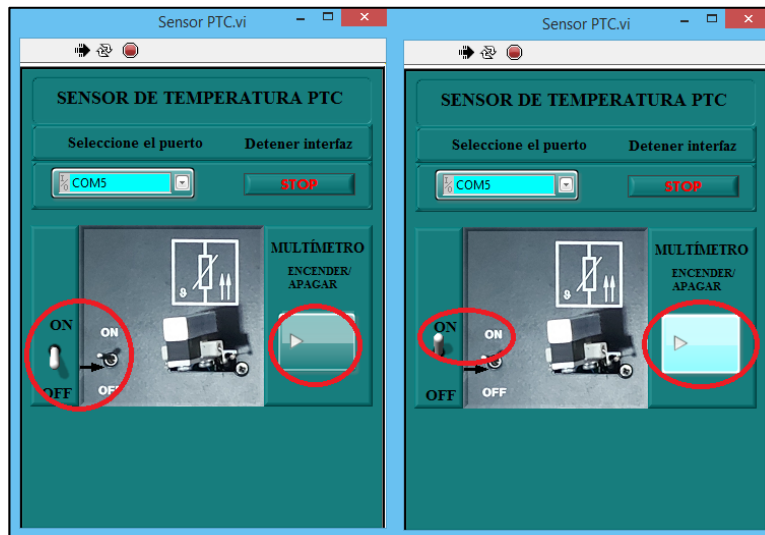 Sensor PTC.vi
SENSOR DE TEMPERATURA PTC
Seleccione el puerto
Detener interfaz
COM5
STOP
MULTÍMETRO
ENCENDER/
APAGAR
ON
ON
OFF
OFF
Sensor PTC.vi
SENSOR DE TEMPERATURA PTC
Seleccione el puerto
Detener interfaz
COM5
STOP
MULTÍMETRO
ENCENDER/
APAGAR
ON
ON
OFF
OFF